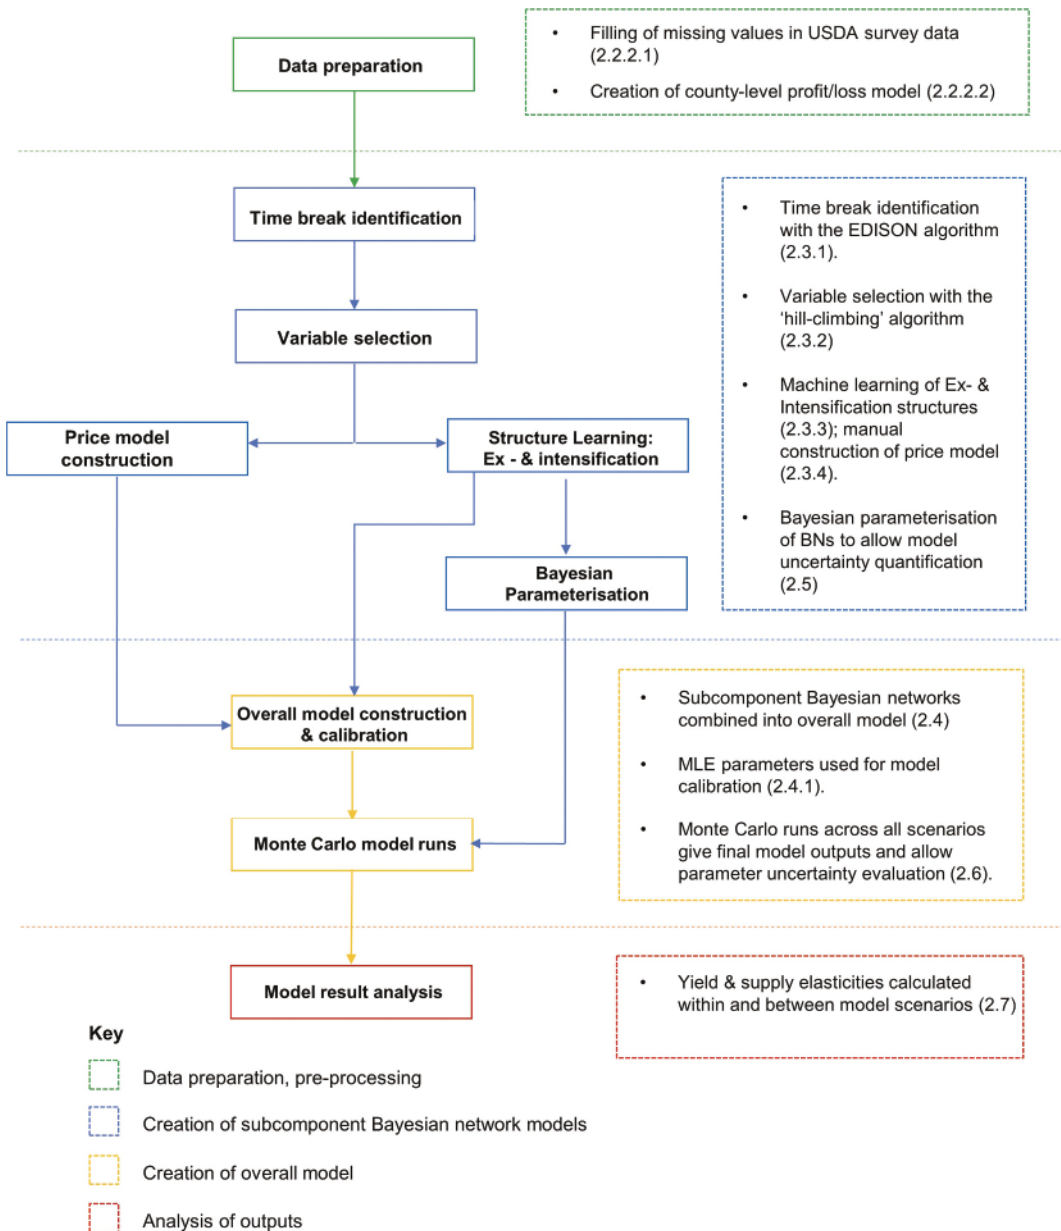 Data preparation
• Filling of missing values in USDA survey data
(2.2.2.1)
• Creation of county-level profit/loss model (2.2.2.2)
Time break identification
Variable selection
Price model
construction
Structure Learning:
Ex - & intensification
Bayesian
Parameterisation
• Time break identification
with the EDISON algorithm
(2.3.1).
• Variable selection with the
‘hill-climbing’ algorithm
(2.3.2)
• Machine learning of Ex- &
Intensification structures
(2.3.3); manual
construction of price model
(2.3.4).
• Bayesian parameterisation
of BNs to allow model
uncertainty quantification
(2.5)
Overall model construction
& calibration
Monte Carlo model runs
• Subcomponent Bayesian networks
combined into overall model (2.4)
• MLE parameters used for model
calibration (2.4.1).
• Monte Carlo runs across all scenarios
give final model outputs and allow
parameter uncertainty evaluation (2.6).
Model result analysis
• Yield & supply elasticities calculated
within and between model scenarios (2.7)
Key
Data preparation, pre-processing
Creation of subcomponent Bayesian network models
Creation of overall model
Analysis of outputs